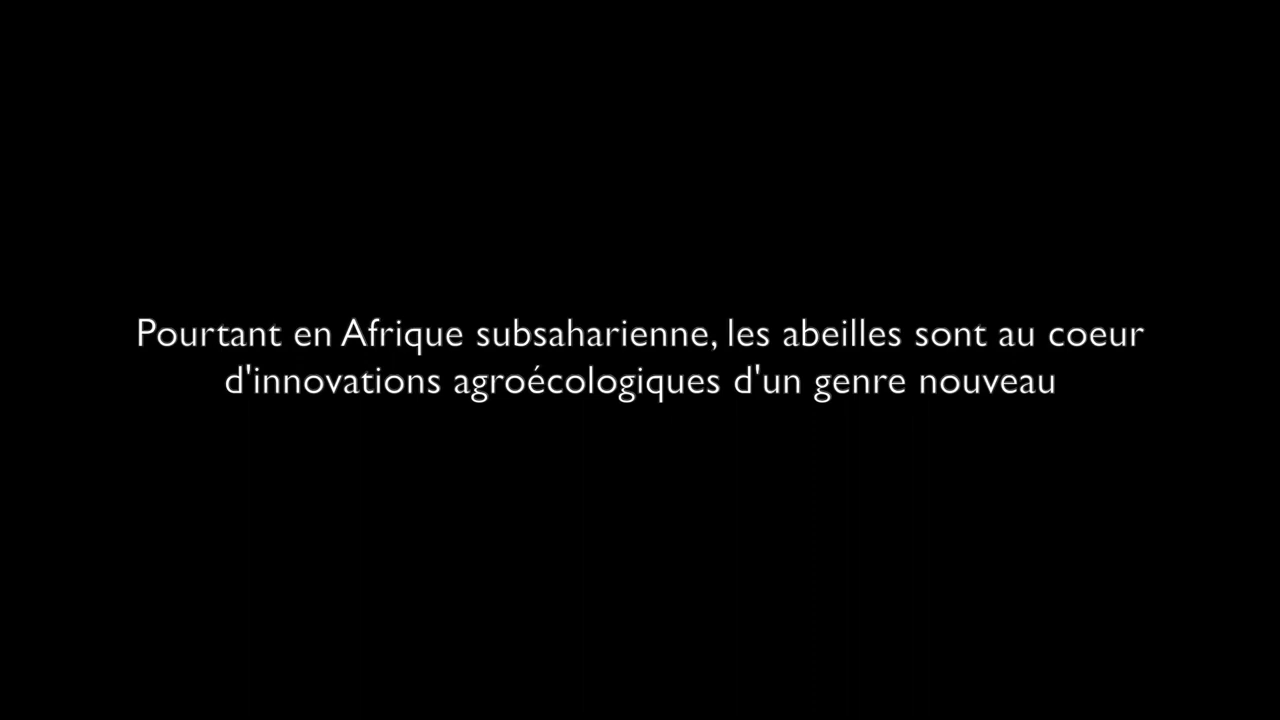 Pourtant en Afrique subsaharienne, les abeilles sont au coeur
d'innovations agroécologiques d'un genre nouveau